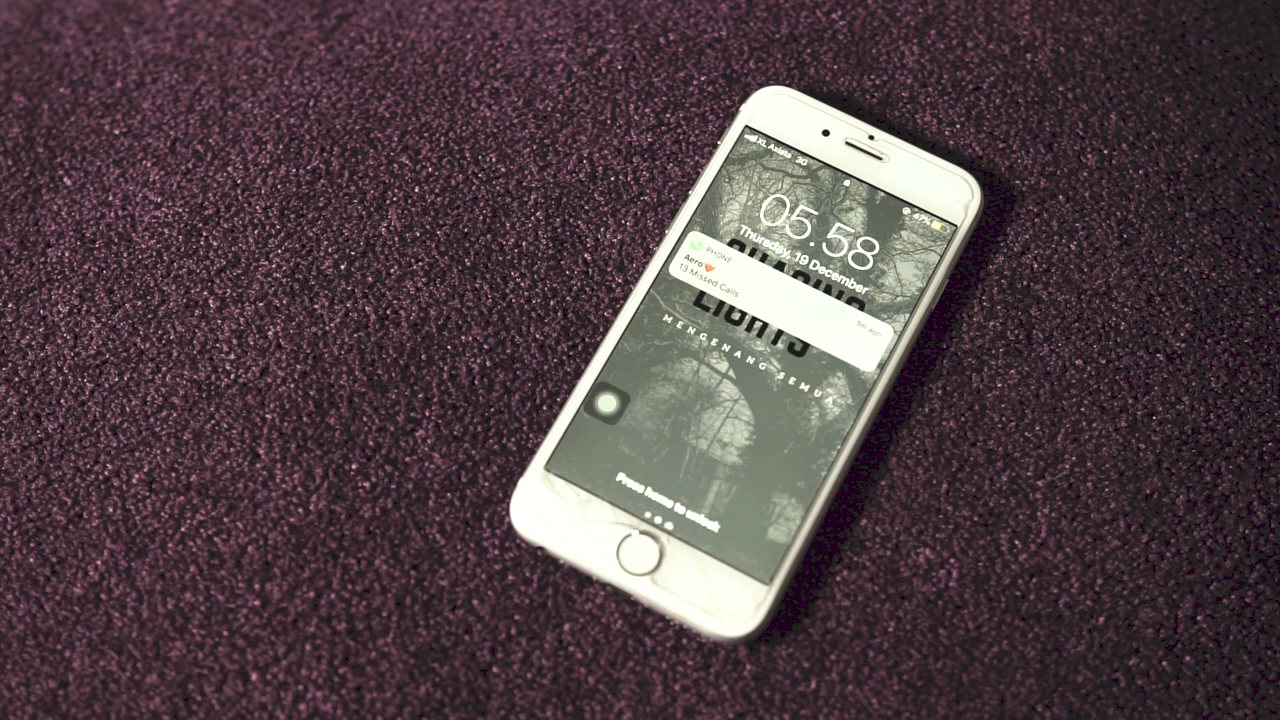 XL Axiata 3G
47%
05.58
Thursday, 19 December
PHONE
1m ago
Aero❤️
13 Missed Calls
CHASING
LIGHTS
MENGENANG SEMUA
Press home to unlock